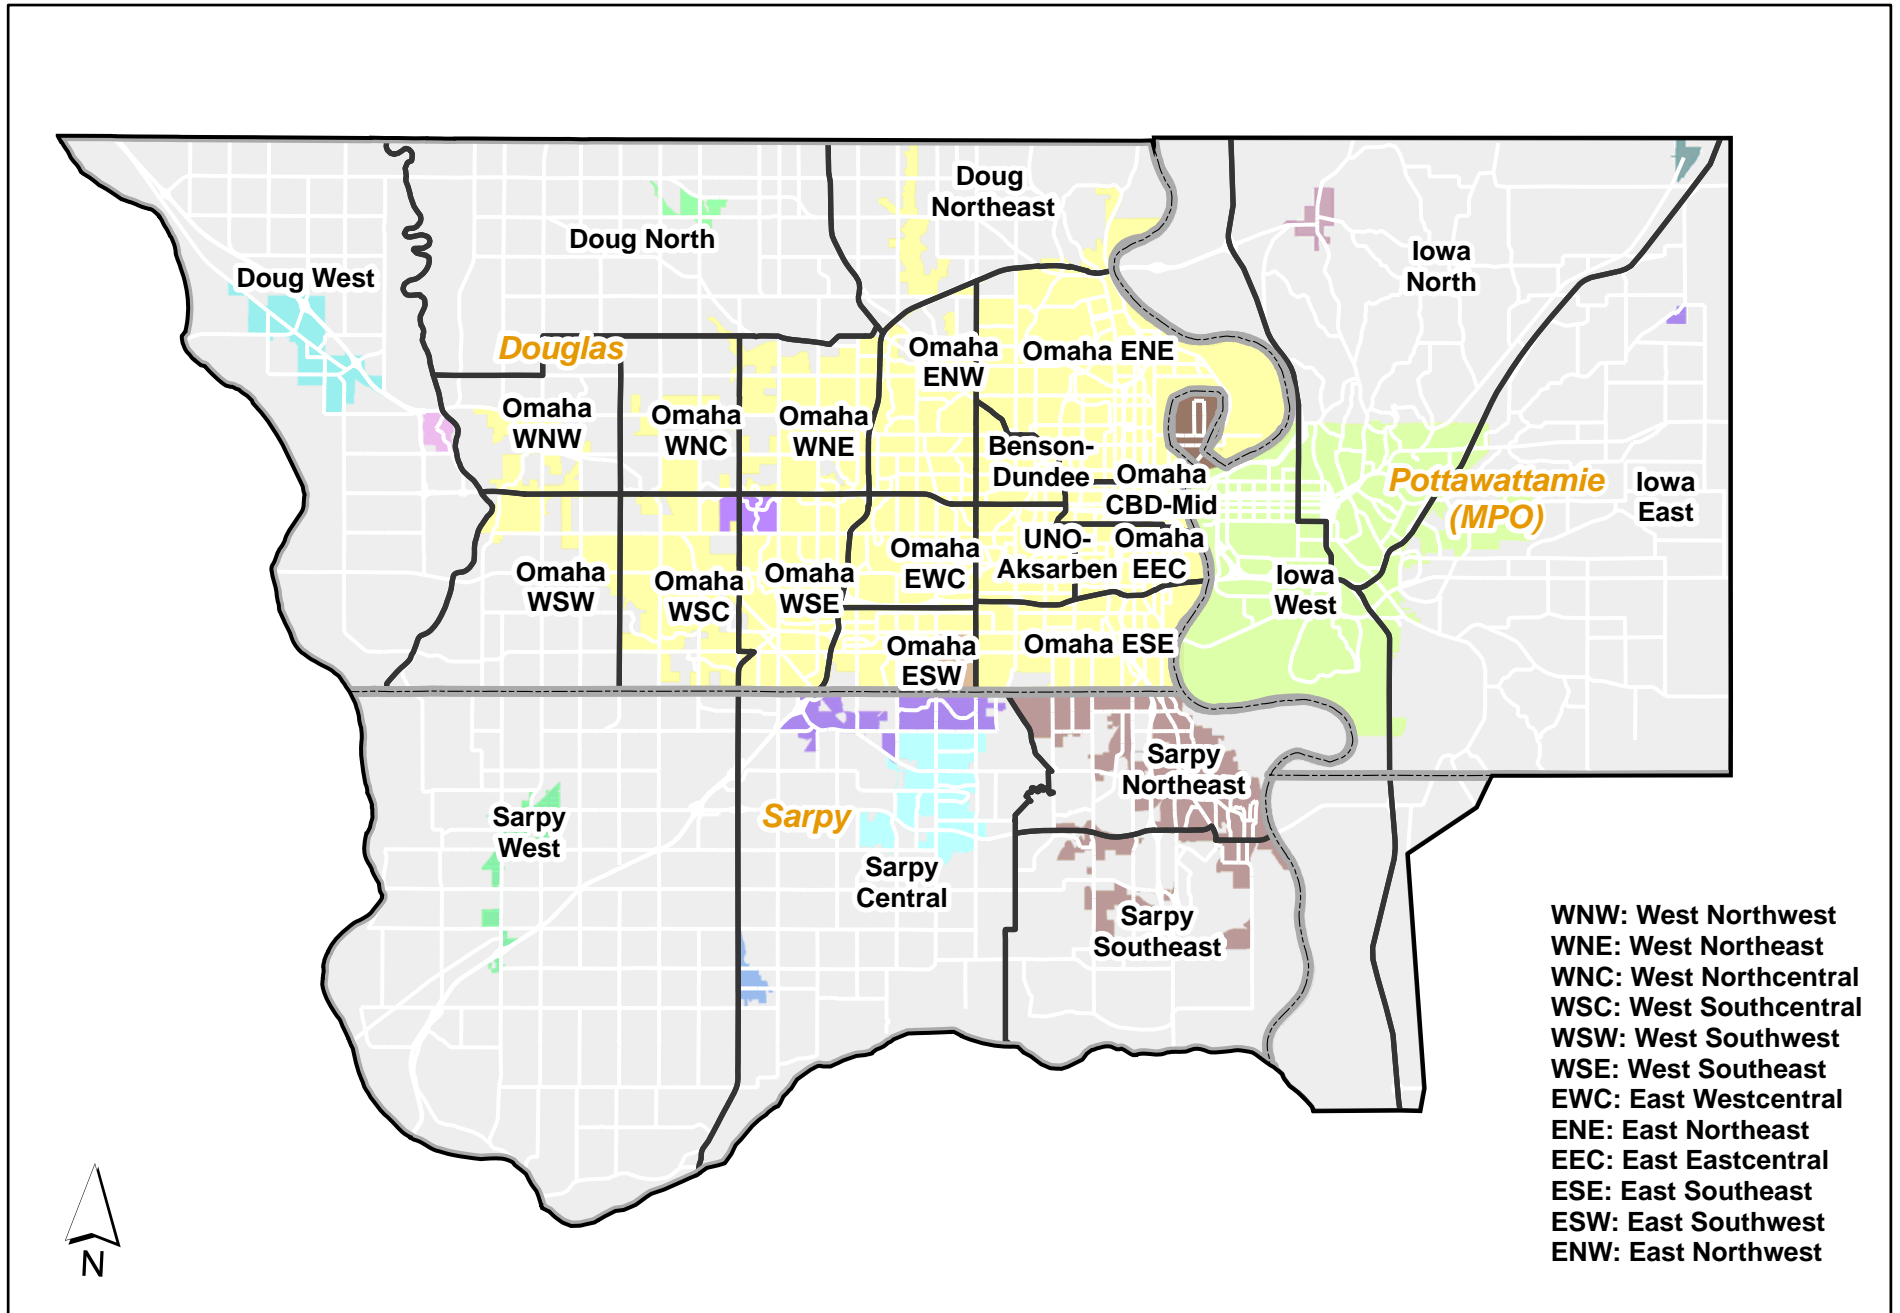 Doug
Northeast
Doug North
Iowa
North
Doug West
Douglas
Omaha
ENW
Omaha ENE
Omaha
WNW
Omaha
WNC
Omaha
WNE
Benson-
Dundee
Omaha
CBD-Mid
Pottawattamie
(MPO)
Iowa
East
UNO-
Aksarben
Omaha
EEC
Omaha
EWC
Omaha
WSW
Omaha
WSC
Omaha
WSE
Iowa
West
Omaha
ESW
Omaha ESE
Sarpy
Northeast
Sarpy
West
Sarpy
Sarpy
Central
Sarpy
Southeast
WNW: West Northwest
WNE: West Northeast
WNC: West Northcentral
WSC: West Southcentral
WSW: West Southwest
WSE: West Southeast
EWC: East Westcentral
ENE: East Northeast
EEC: East Eastcentral
ESE: East Southeast
ESW: East Southwest
ENW: East Northwest
N